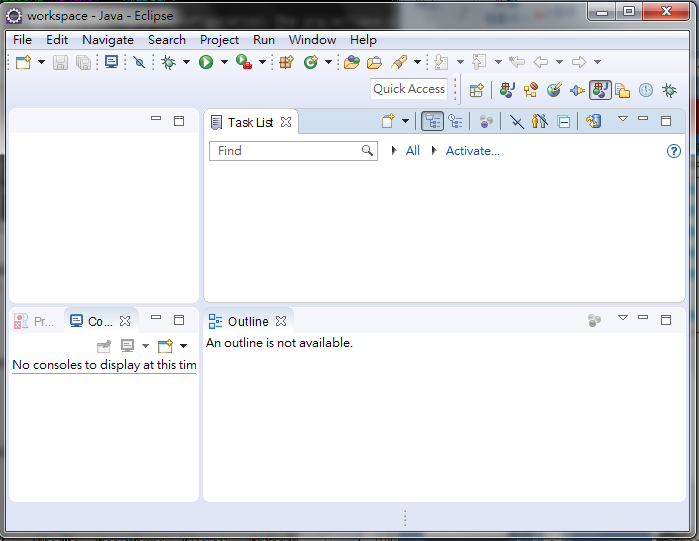 workspace - Java - Eclipse
File Edit Navigate Search Project Run Window Help
Quick Access
Task List
Find All Activate...
Pr... Co... Outline
An outline is not available.
No consoles to display at this tim